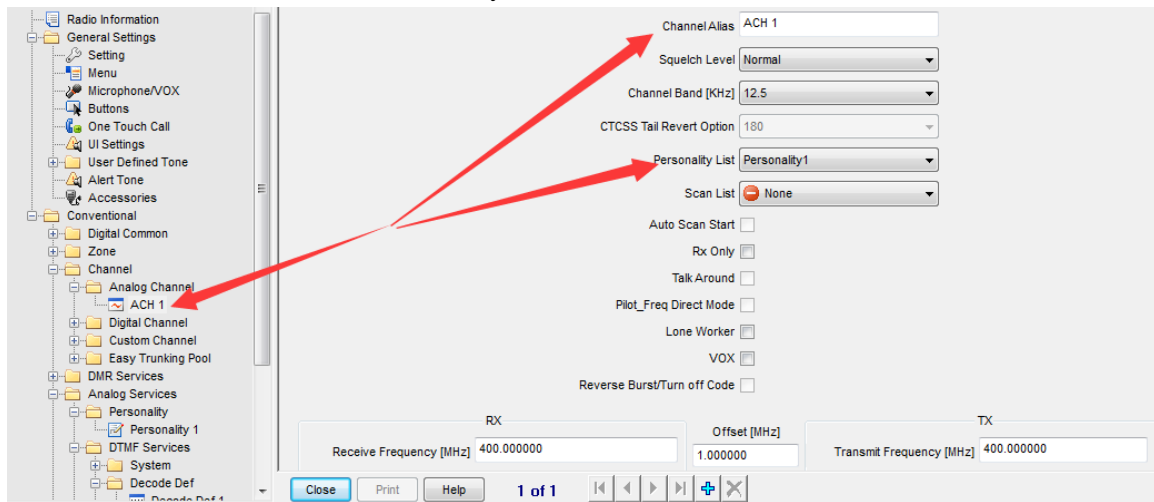 Radio Information
General Settings
Setting
Menu
Microphone/VOX
Buttons
One Touch Call
UI Settings
User Defined Tone
Alert Tone
Accessories
Conventional
Digital Common
Zone
Channel
Analog Channel
ACH 1
Digital Channel
Custom Channel
Easy Trunking Pool
DMR Services
Analog Services
Personality
Personality 1
DTMF Services
System
Decode Def
Decode Def 1
Channel Alias ACH 1
Squelch Level Normal
Channel Band [KHz] 12.5
CTCSS Tail Revert Option 180
Personality List Personality1
Scan List None
Auto Scan Start
Rx Only
Talk Around
Pilot_Freq Direct Mode
Lone Worker
VOX
Reverse Burst/Turn off Code
RX
Receive Frequency [MHz] 400.000000
Offset [MHz]
1.000000
TX
Transmit Frequency [MHz] 400.000000
Close Print Help 1 of 1